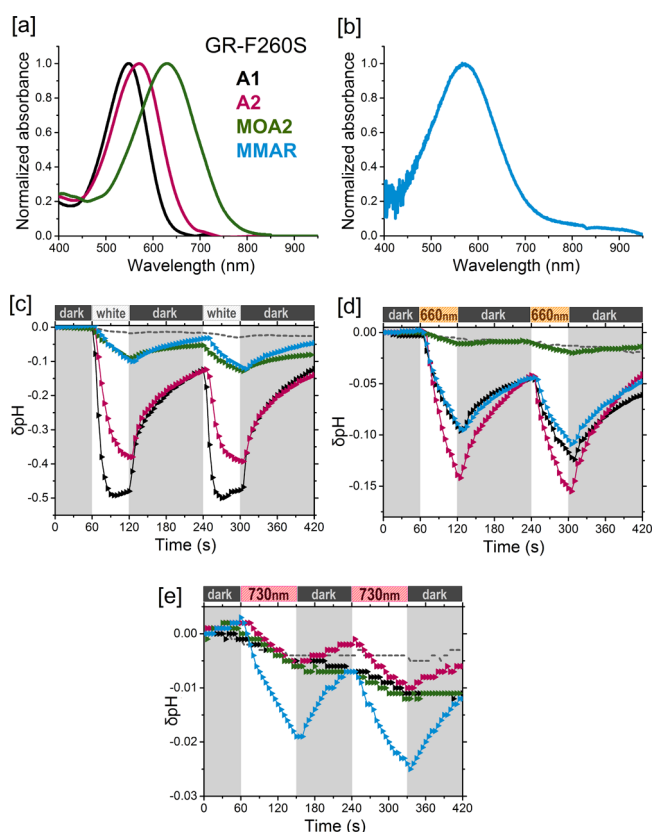 [a]
GR-F260S
A1
A2
MOA2
MMAR
Normalized absorbance
1.0
0.8
0.6
0.4
0.2
0.0
400 500 600 700 800 900
Wavelength (nm)
[b]
Normalized absorbance
1.0
0.8
0.6
0.4
0.2
0.0
400 500 600 700 800 900
Wavelength (nm)
[c]
dark white dark white dark
δpH
0.0
-0.1
-0.2
-0.3
-0.4
-0.5
0 60 120 180 240 300 360 420
Time (s)
[d]
dark 660nm dark 660nm dark
δpH
0.00
-0.05
-0.10
-0.15
0 60 120 180 240 300 360 420
Time (s)
[e]
dark 730nm dark 730nm dark
δpH
0.00
-0.01
-0.02
-0.03
0 60 120 180 240 300 360 420
Time (s)